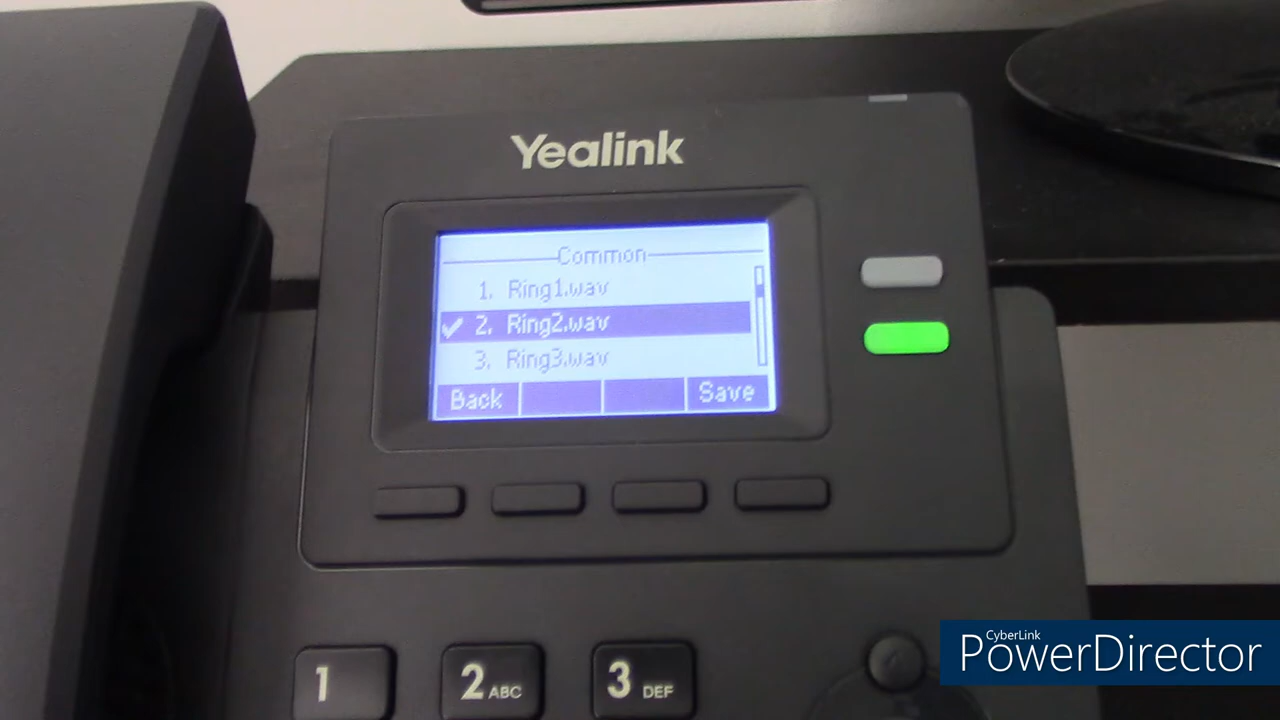 Yealink
Common
1. Ring1.wav
2. Ring2.wav
3. Ring3.wav
Back Save
1 2 ABC 3 DEF
CyberLink
PowerDirector